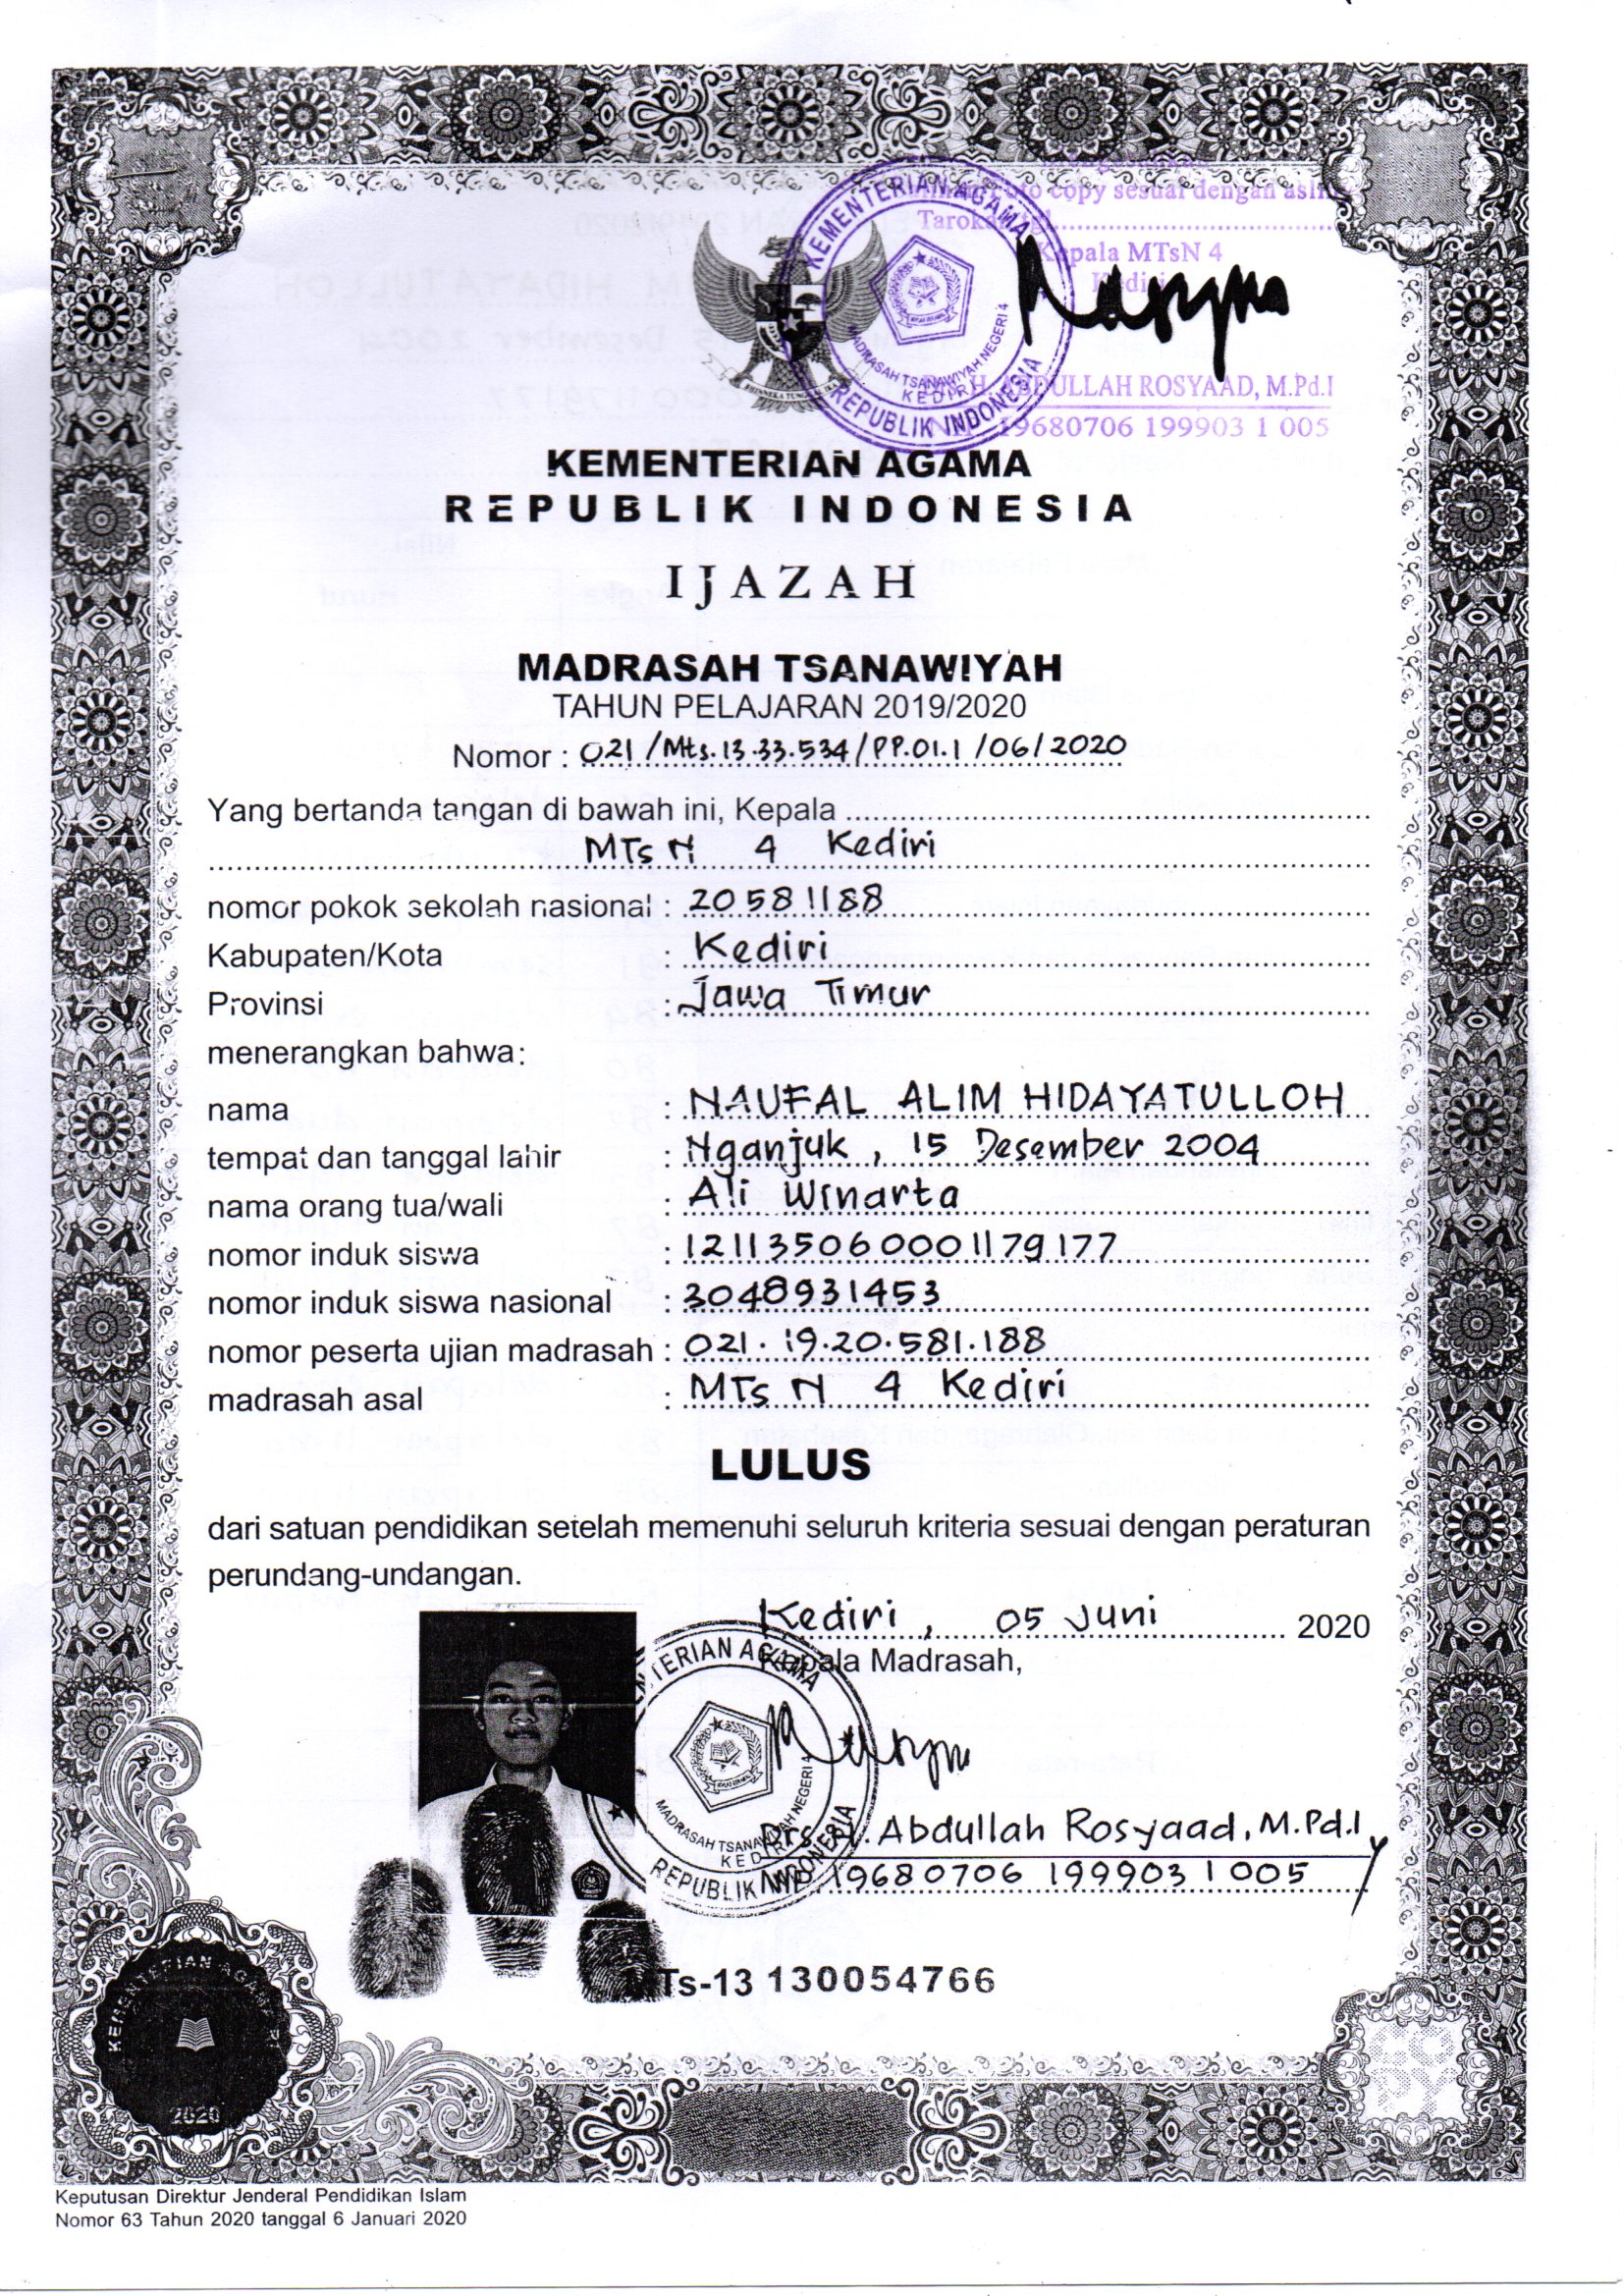 Mengesahkan
foto copy sesuai dengan aslinya
Tarokan, tgl
Kepala MTsN 4
Kediri
H. ABDULLAH ROSYAAD, M.Pd.I
19680706 199903 1 005
KEMENTERIAN AGAMA
MADRASAH TSANAWIYAH NEGERI 4
KEDIRI
REPUBLIK INDONESIA
KEMENTERIAN AGAMA
REPUBLIK INDONESIA
IJAZAH
MADRASAH TSANAWIYAH
TAHUN PELAJARAN 2019/2020
Nomor : 021/Mts.13.33.534/PP.01.1/06/2020
Yang bertanda tangan di bawah ini, Kepala
MTs N 4 Kediri
nomor pokok sekolah nasional : 20581188
Kabupaten/Kota : Kediri
Provinsi : Jawa Timur
menerangkan bahwa:
nama : NAUFAL ALIM HIDAYATULLOH
tempat dan tanggal lahir : Nganjuk, 15 Desember 2004
nama orang tua/wali : Ali Winarta
nomor induk siswa : 121135060001179177
nomor induk siswa nasional : 3048931453
nomor peserta ujian madrasah : 021.19.20.581.188
madrasah asal : MTs N 4 Kediri
LULUS
dari satuan pendidikan setelah memenuhi seluruh kriteria sesuai dengan peraturan
perundang-undangan.
Kediri, 05 Juni 2020
Kepala Madrasah,
KEMENTERIAN AGAMA
MADRASAH TSANAWIYAH NEGERI 4
KEDIRI
REPUBLIK INDONESIA
Drs. H. Abdullah Rosyaad, M.Pd.I
NIP. 19680706 199903 1 005
MTs-13 130054766
KEMENTERIAN AGAMA
2020
Keputusan Direktur Jenderal Pendidikan Islam
Nomor 63 Tahun 2020 tanggal 6 Januari 2020